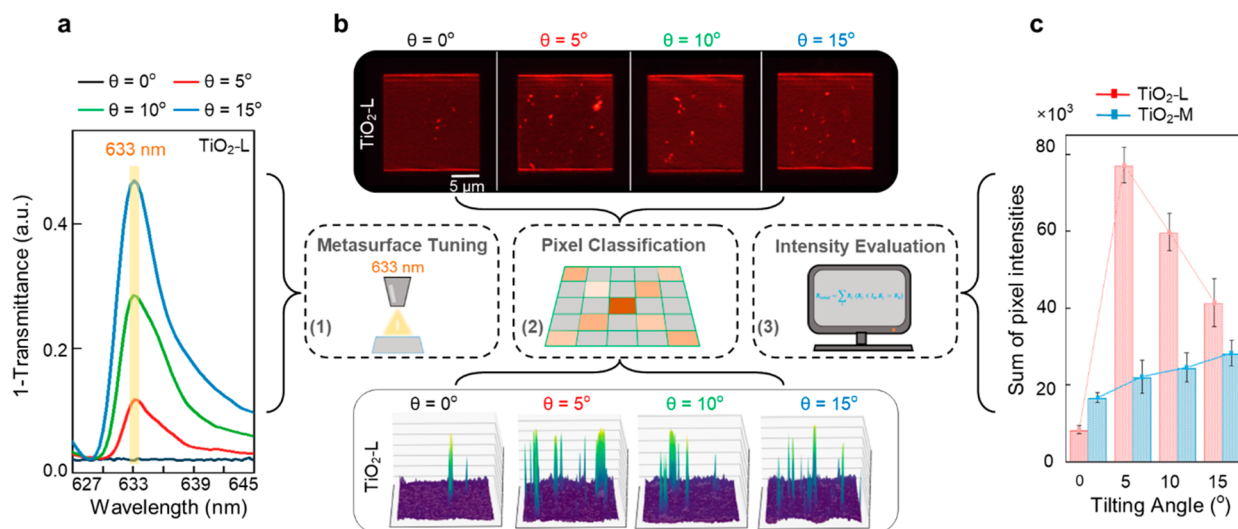 a
θ = 0° θ = 5°
θ = 10° θ = 15°
TiO₂-L
633 nm
1-Transmittance (a.u.)
0.4
0.2
0.0
627 633 639 645
Wavelength (nm)
b
θ = 0° θ = 5° θ = 10° θ = 15°
TiO₂-L
5 μm
Metasurface Tuning
633 nm
(1)
Pixel Classification
(2)
Intensity Evaluation
(3)
θ = 0° θ = 5° θ = 10° θ = 15°
TiO₂-L
c
TiO₂-L
TiO₂-M
×10³
Sum of pixel intensities
80
60
40
20
0
0 5 10 15
Tilting Angle (°)